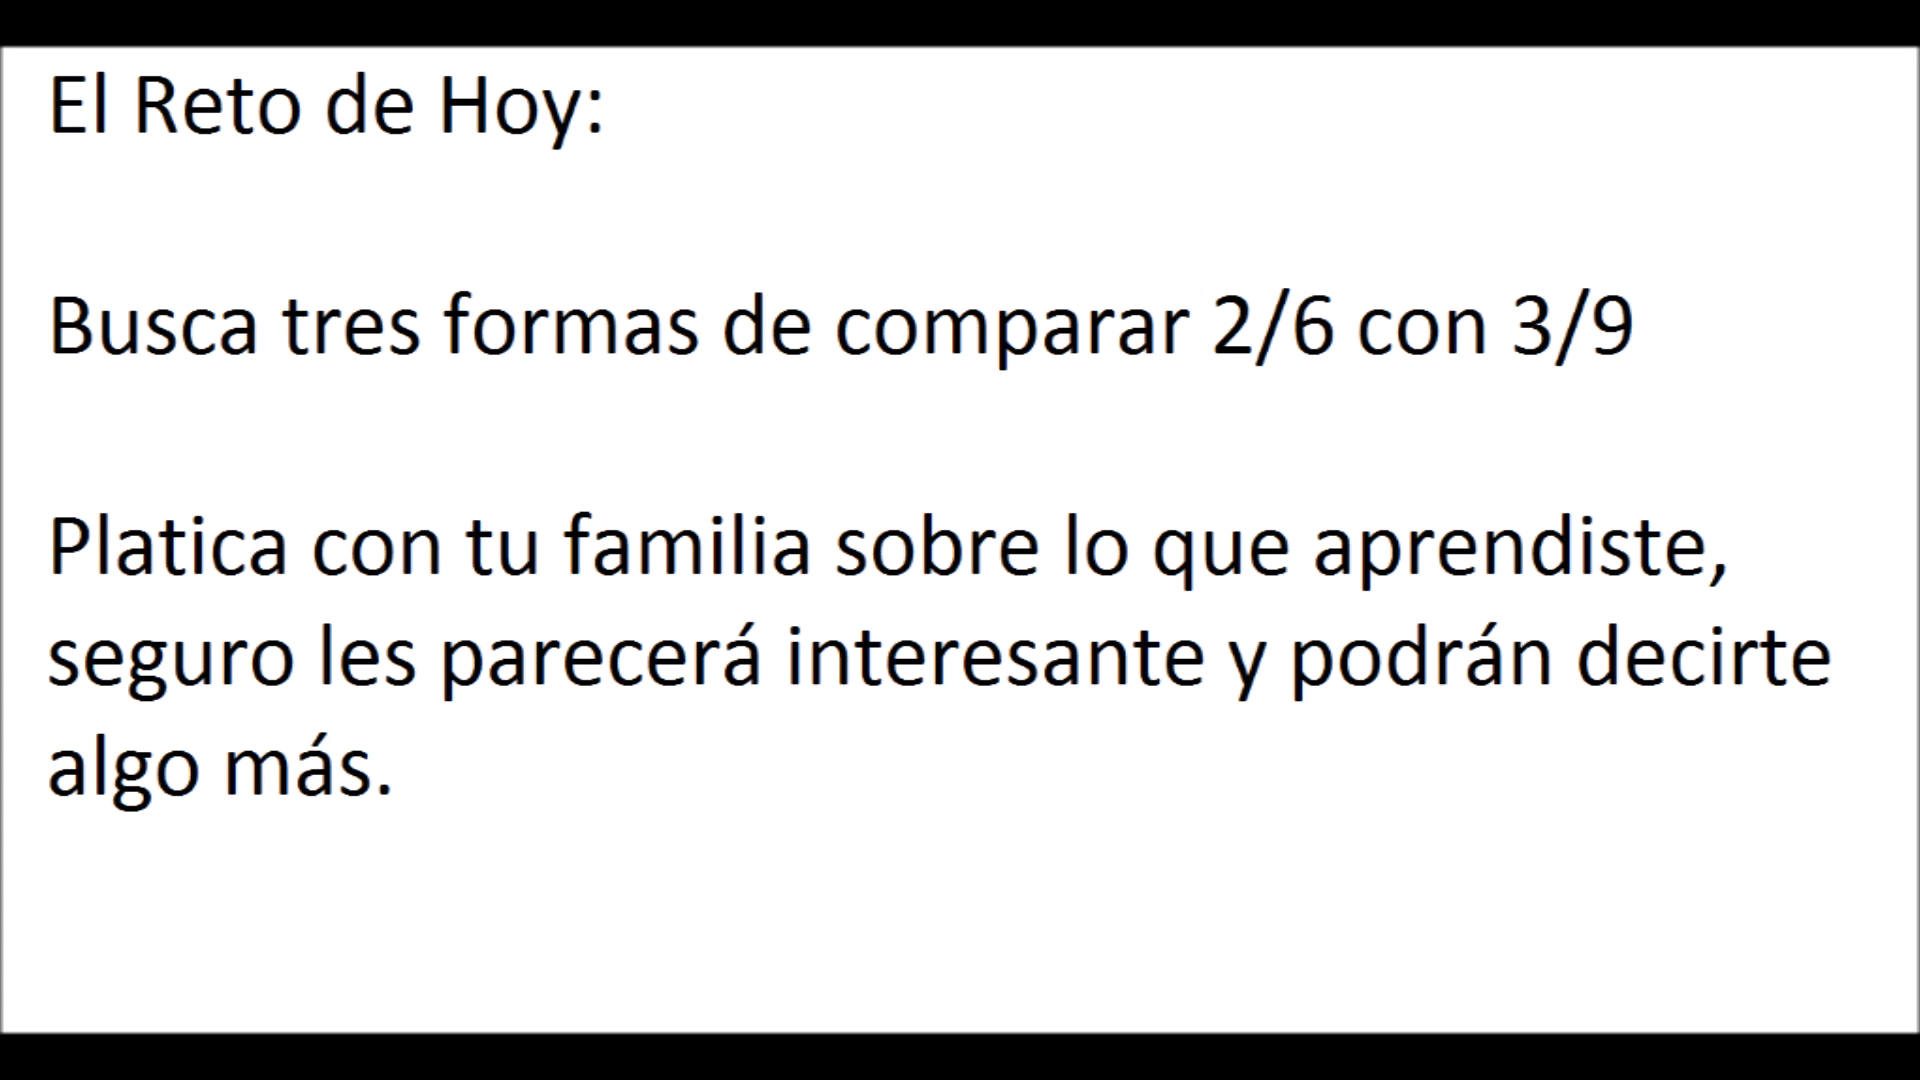 El Reto de Hoy:
Busca tres formas de comparar 2/6 con 3/9
Platica con tu familia sobre lo que aprendiste,
seguro les parecerá interesante y podrán decirte
algo más.